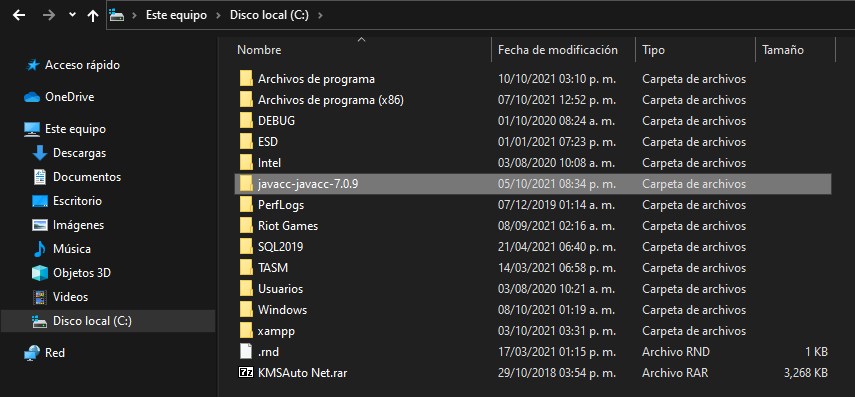 Este equipo > Disco local (C:) >
Nombre Fecha de modificación Tipo Tamaño
Acceso rápido
OneDrive
Este equipo
Descargas
Documentos
Escritorio
Imágenes
Música
Objetos 3D
Videos
Disco local (C:)
Red
Archivos de programa 10/10/2021 03:10 p. m. Carpeta de archivos
Archivos de programa (x86) 07/10/2021 12:52 p. m. Carpeta de archivos
DEBUG 01/10/2020 08:24 a. m. Carpeta de archivos
ESD 01/01/2021 07:23 p. m. Carpeta de archivos
Intel 03/08/2020 10:08 a. m. Carpeta de archivos
javacc-javacc-7.0.9 05/10/2021 08:34 p. m. Carpeta de archivos
PerfLogs 07/12/2019 01:14 a. m. Carpeta de archivos
Riot Games 08/09/2021 02:16 a. m. Carpeta de archivos
SQL2019 21/04/2021 06:40 p. m. Carpeta de archivos
TASM 14/03/2021 06:58 p. m. Carpeta de archivos
Usuarios 03/08/2020 10:21 a. m. Carpeta de archivos
Windows 08/10/2021 01:19 a. m. Carpeta de archivos
xampp 03/10/2021 03:31 p. m. Carpeta de archivos
.rnd 17/03/2021 01:15 p. m. Archivo RND 1 KB
KMSAuto Net.rar 29/10/2018 03:54 p. m. Archivo RAR 3,268 KB